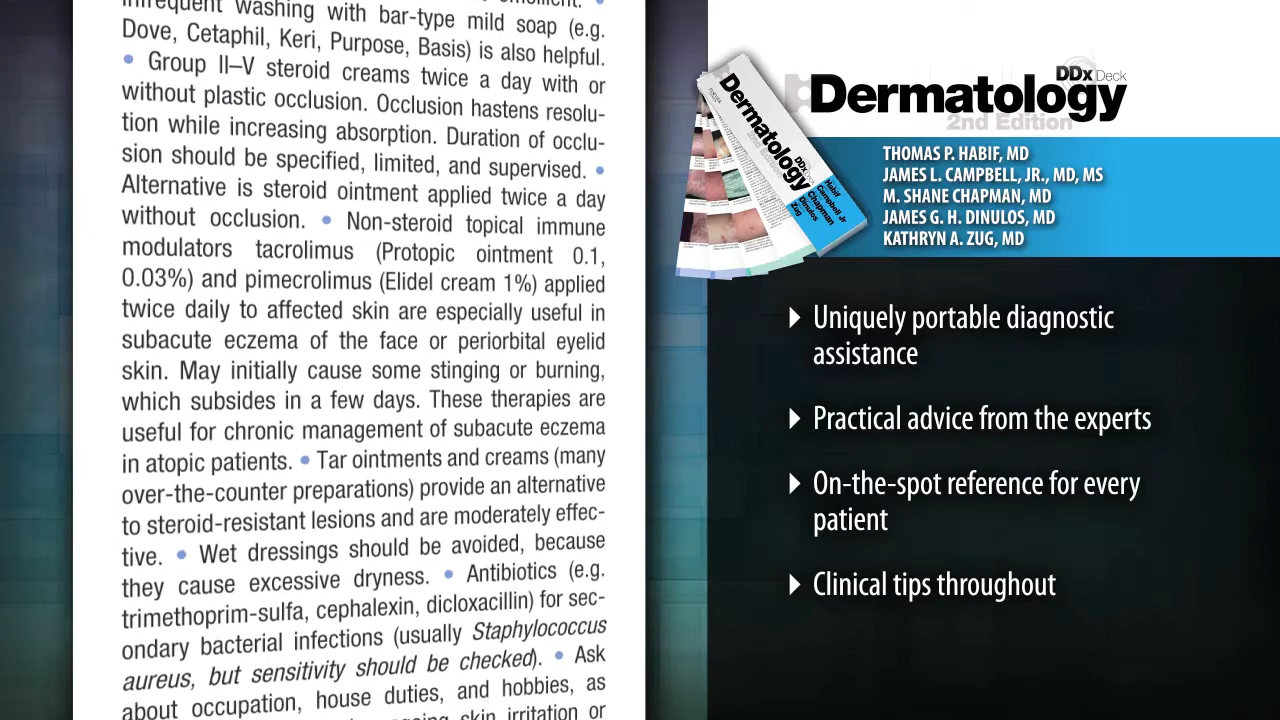 infrequent washing with bar-type mild soap (e.g.
Dove, Cetaphil, Keri, Purpose, Basis) is also helpful.
• Group II–V steroid creams twice a day with or
without plastic occlusion. Occlusion hastens resolu-
tion while increasing absorption. Duration of occlu-
sion should be specified, limited, and supervised. •
Alternative is steroid ointment applied twice a day
without occlusion. • Non-steroid topical immune
modulators tacrolimus (Protopic ointment 0.1,
0.03%) and pimecrolimus (Elidel cream 1%) applied
twice daily to affected skin are especially useful in
subacute eczema of the face or periorbital eyelid
skin. May initially cause some stinging or burning,
which subsides in a few days. These therapies are
useful for chronic management of subacute eczema
in atopic patients. • Tar ointments and creams (many
over-the-counter preparations) provide an alternative
to steroid-resistant lesions and are moderately effec-
tive. • Wet dressings should be avoided, because
they cause excessive dryness. • Antibiotics (e.g.
trimethoprim-sulfa, cephalexin, dicloxacillin) for sec-
ondary bacterial infections (usually Staphylococcus
aureus, but sensitivity should be checked). • Ask
about occupation, house duties, and hobbies, as
skin irritation or
Dermatology
DDx
Habif
Campbell Jr
Chapman
Dinulos
Zug
DDx Deck
Dermatology
2nd Edition
THOMAS P. HABIF, MD
JAMES L. CAMPBELL, JR., MD, MS
M. SHANE CHAPMAN, MD
JAMES G. H. DINULOS, MD
KATHRYN A. ZUG, MD
Uniquely portable diagnostic
assistance
Practical advice from the experts
On-the-spot reference for every
patient
Clinical tips throughout